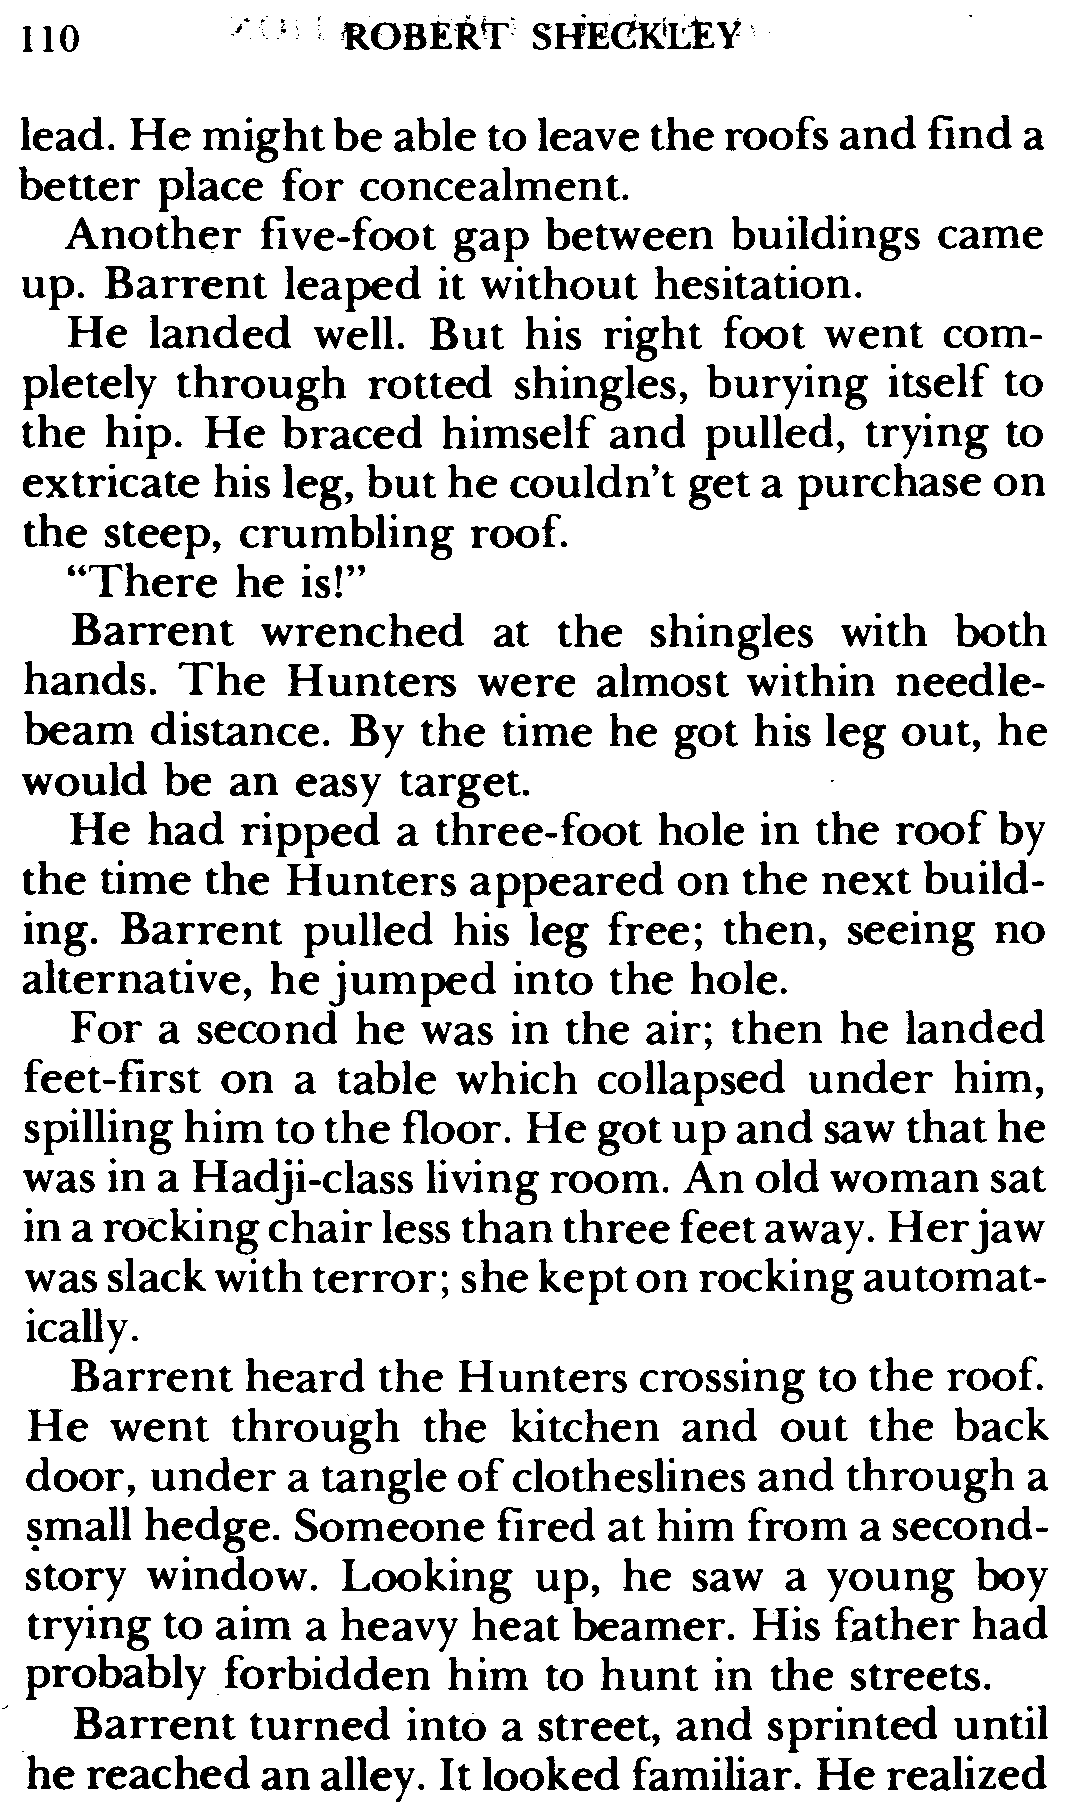 110 ROBERT SHECKLEY
lead. He might be able to leave the roofs and find a
better place for concealment.
Another five-foot gap between buildings came
up. Barrent leaped it without hesitation.
He landed well. But his right foot went com-
pletely through rotted shingles, burying itself to
the hip. He braced himself and pulled, trying to
extricate his leg, but he couldn't get a purchase on
the steep, crumbling roof.
“There he is!”
Barrent wrenched at the shingles with both
hands. The Hunters were almost within needle-
beam distance. By the time he got his leg out, he
would be an easy target.
He had ripped a three-foot hole in the roof by
the time the Hunters appeared on the next build-
ing. Barrent pulled his leg free; then, seeing no
alternative, he jumped into the hole.
For a second he was in the air; then he landed
feet-first on a table which collapsed under him,
spilling him to the floor. He got up and saw that he
was in a Hadji-class living room. An old woman sat
in a rocking chair less than three feet away. Her jaw
was slack with terror; she kept on rocking automat-
ically.
Barrent heard the Hunters crossing to the roof.
He went through the kitchen and out the back
door, under a tangle of clotheslines and through a
small hedge. Someone fired at him from a second-
story window. Looking up, he saw a young boy
trying to aim a heavy heat beamer. His father had
probably forbidden him to hunt in the streets.
Barrent turned into a street, and sprinted until
he reached an alley. It looked familiar. He realized